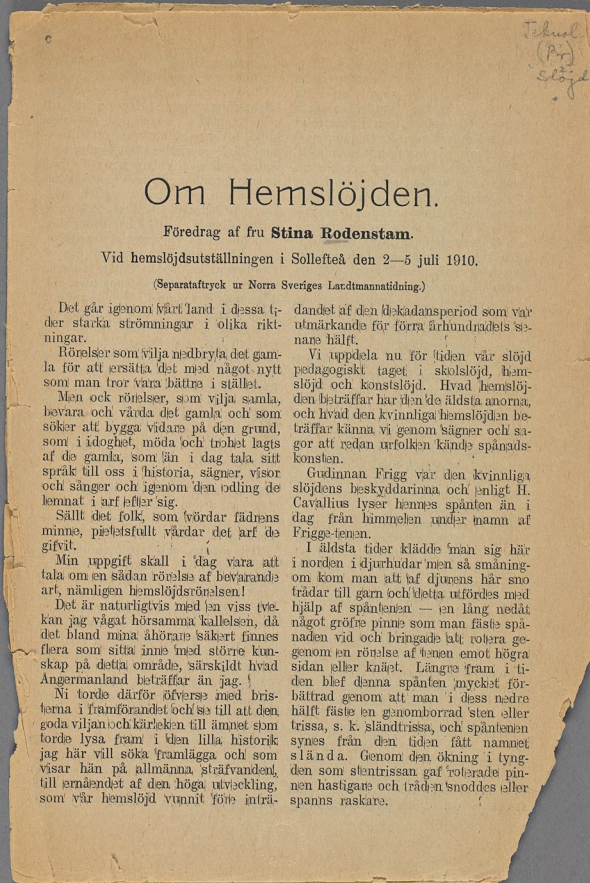 Teknol.
(Br)
Slöjd
Om Hemslöjden.
Föredrag af fru Stina Rodenstam.
Vid hemslöjdsutställningen i Sollefteå den 2—5 juli 1910.
(Separataftryck ur Norra Sveriges Landtmannatidning.)
Det går igenom vårt land i dessa ti-
der starka strömningar i olika rikt-
ningar.
Rörelser som vilja nedbryta det gam-
la för att ersätta det med något nytt
som man tror vara bättre i stället.
Men ock rörelser, som vilja samla,
bevara och vårda det gamla och som
söker att bygga vidare på den grund,
som i idoghet, möda och trohet lagts
af de gamla, som än i dag tala sitt
språk till oss i historia, sägner, visor
och sånger och igenom den odling de
lemnat i arf efter sig.
Sällt det folk, som vördar fädrens
minne, pietetsfullt vårdar det arf de
gifvit.
Min uppgift skall i dag vara att
tala om en sådan rörelse af bevarande
art, nämligen hemslöjdsrörelsen!
Det är naturligtvis med en viss tve-
kan jag vågat hörsamma kallelsen, då
det bland mina åhörare säkert finnes
flera som sitta inne med större kun-
skap på detta område, särskildt hvad
Ångermanland beträffar än jag.
Ni torde därför öfverse med bris-
terna i framförandet och se till att den
goda viljan och kärleken till ämnet som
torde lysa fram i den lilla historik
jag här vill söka framlägga och som
visar hän på allmänna sträfvandet,
till ernåendet af den höga utveckling,
som vår hemslöjd vunnit före inträ-
dandet af den dekadansperiod som var
utmärkande för förra århundradets se-
nare hälft.
Vi uppdela nu för tiden vår slöjd
pedagogiskt taget i skolslöjd, hem-
slöjd och konstslöjd. Hvad hemslöj-
den beträffar har den de äldsta anorna,
och hvad den kvinnliga hemslöjden be-
träffar känna vi genom sägner och sa-
gor att redan urfolken kände spånads-
konsten.
Gudinnan Frigg var den kvinnliga
slöjdens beskyddarinna och enligt H.
Cavallius lyser hennes spånten än i
dag från himmelen under namn af
Frigge-tenen.
I äldsta tider klädde man sig här
i norden i djurhudar men så småning-
om kom man att af djurens hår sno
trådar till garn och detta utfördes med
hjälp af spåntenen — en lång nedåt
något gröfre pinne som man fäste spå-
naden vid och bringade att rotera ge-
genom en rörelse af tenen emot högra
sidan eller knäet. Längre fram i ti-
den blef denna spånten mycket för-
bättrad genom att man i dess nedre
hälft fäste en genomborrad sten eller
trissa, s. k. sländtrissa, och spåntenen
synes från den tiden fått namnet
slända. Genom den ökning i tyng-
den som stentrissan gaf roterade pin-
nen hastigare och tråden snoddes eller
spanns raskare.